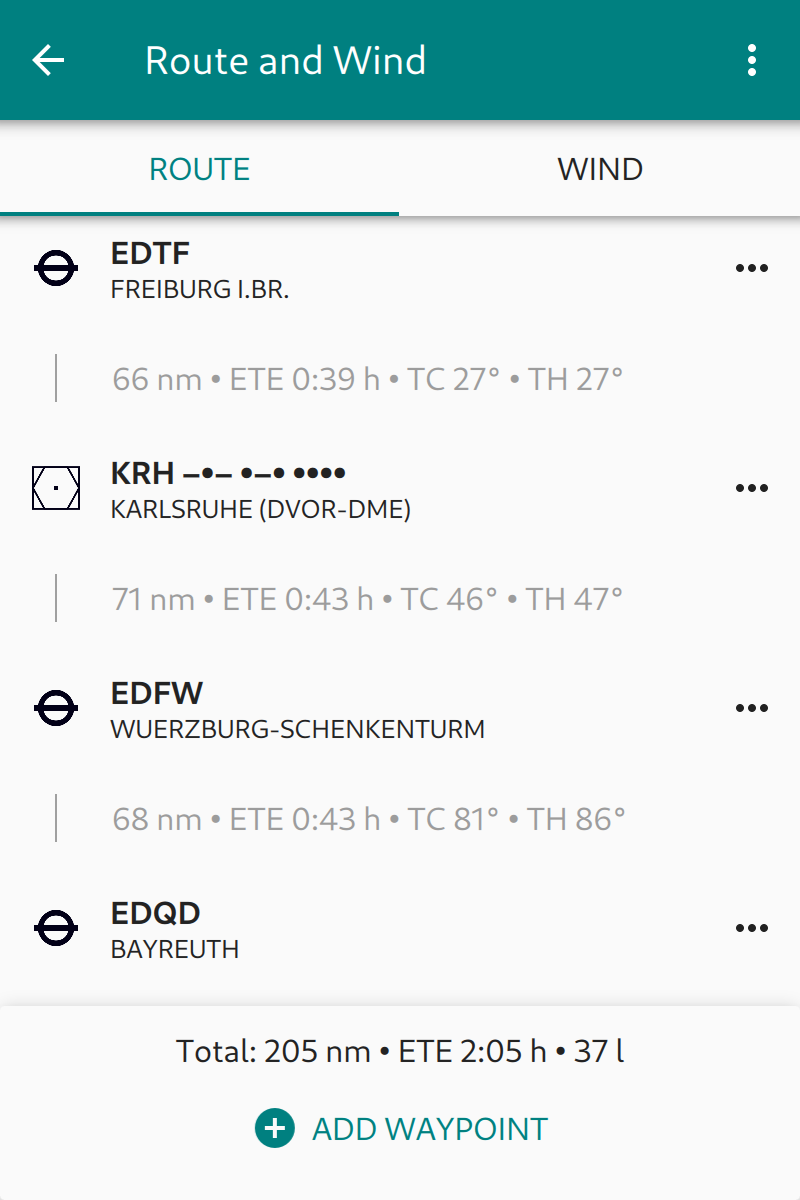 Route and Wind
ROUTE
WIND
EDTF
FREIBURG I.BR.
66 nm • ETE 0:39 h • TC 27° • TH 27°
KRH –•– •–• ••••
KARLSRUHE (DVOR-DME)
71 nm • ETE 0:43 h • TC 46° • TH 47°
EDFW
WUERZBURG-SCHENKENTURM
68 nm • ETE 0:43 h • TC 81° • TH 86°
EDQD
BAYREUTH
Total: 205 nm • ETE 2:05 h • 37 l
ADD WAYPOINT